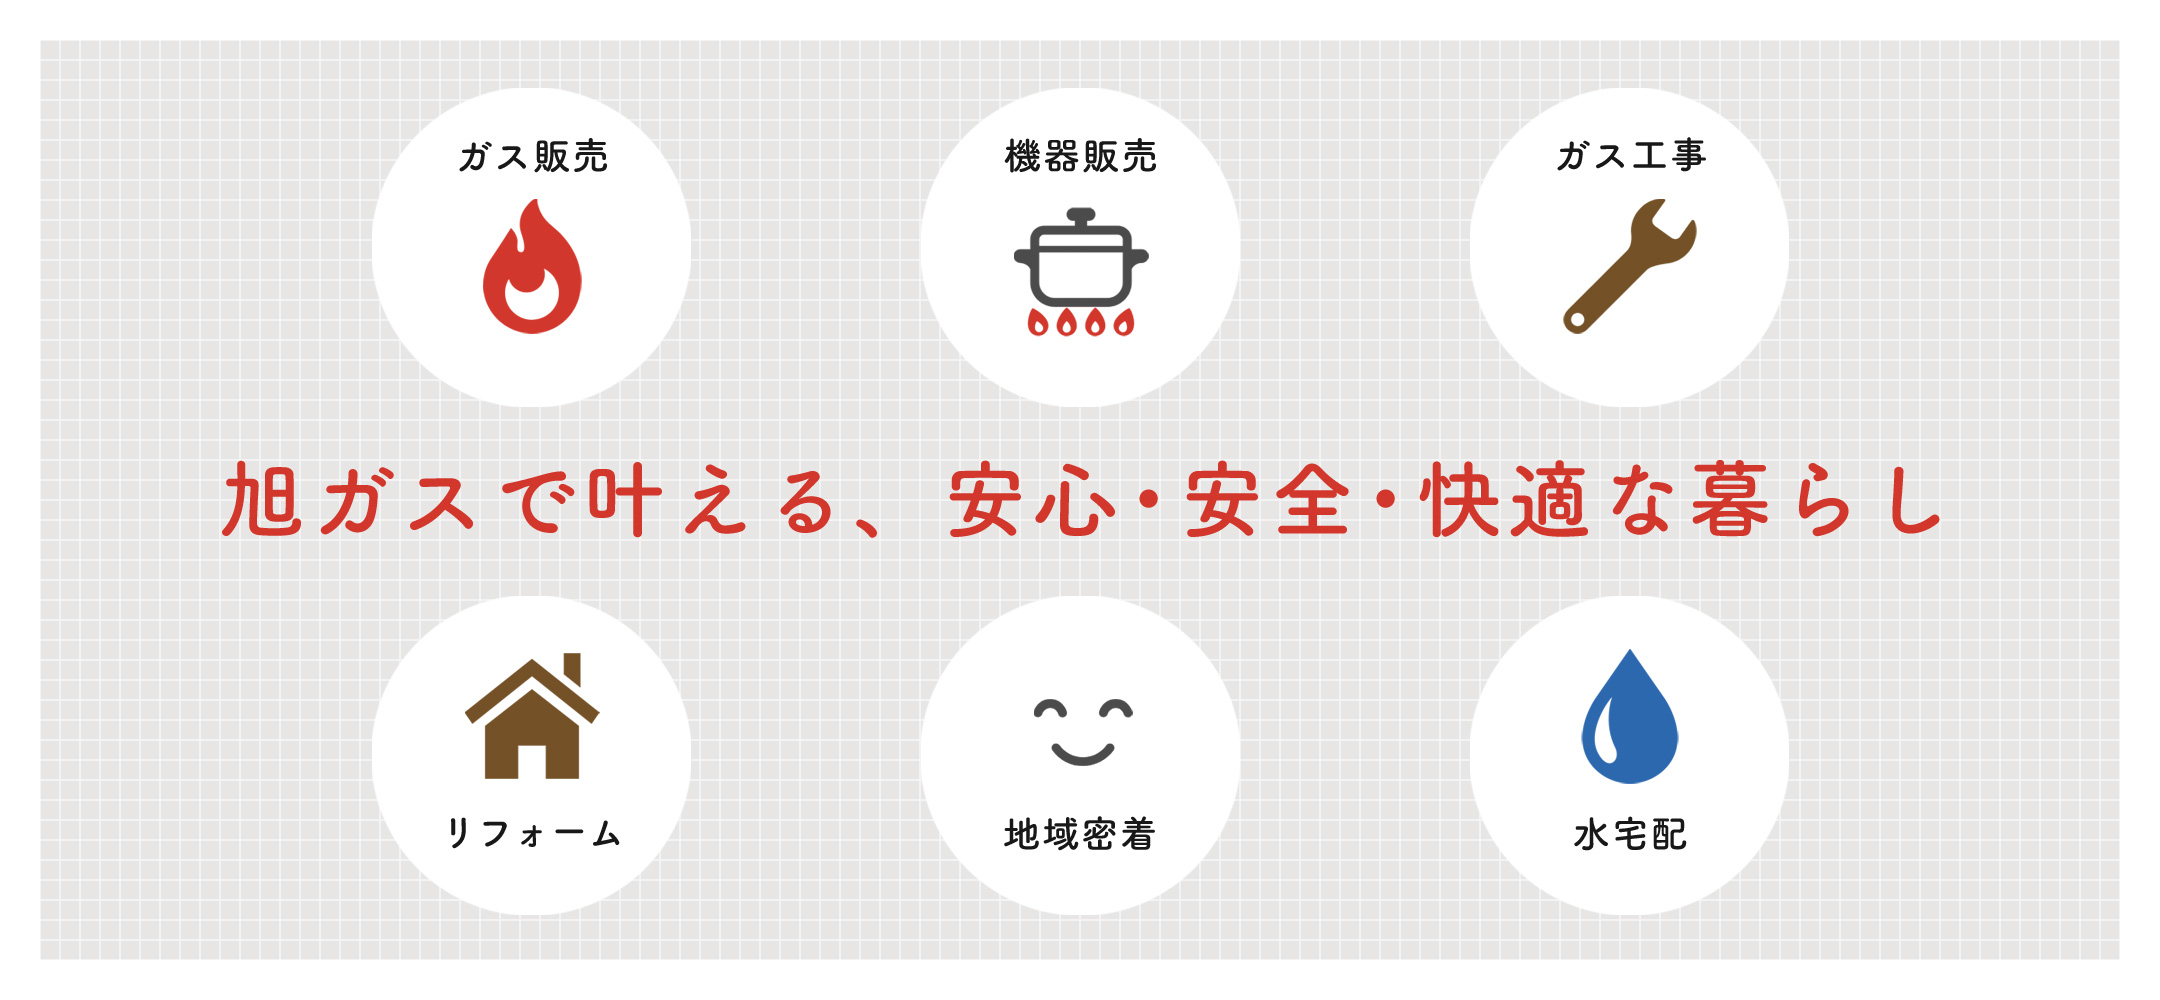 ガス販売
機器販売
ガス工事
旭ガスで叶える、安心・安全・快適な暮らし
リフォーム
地域密着
水宅配